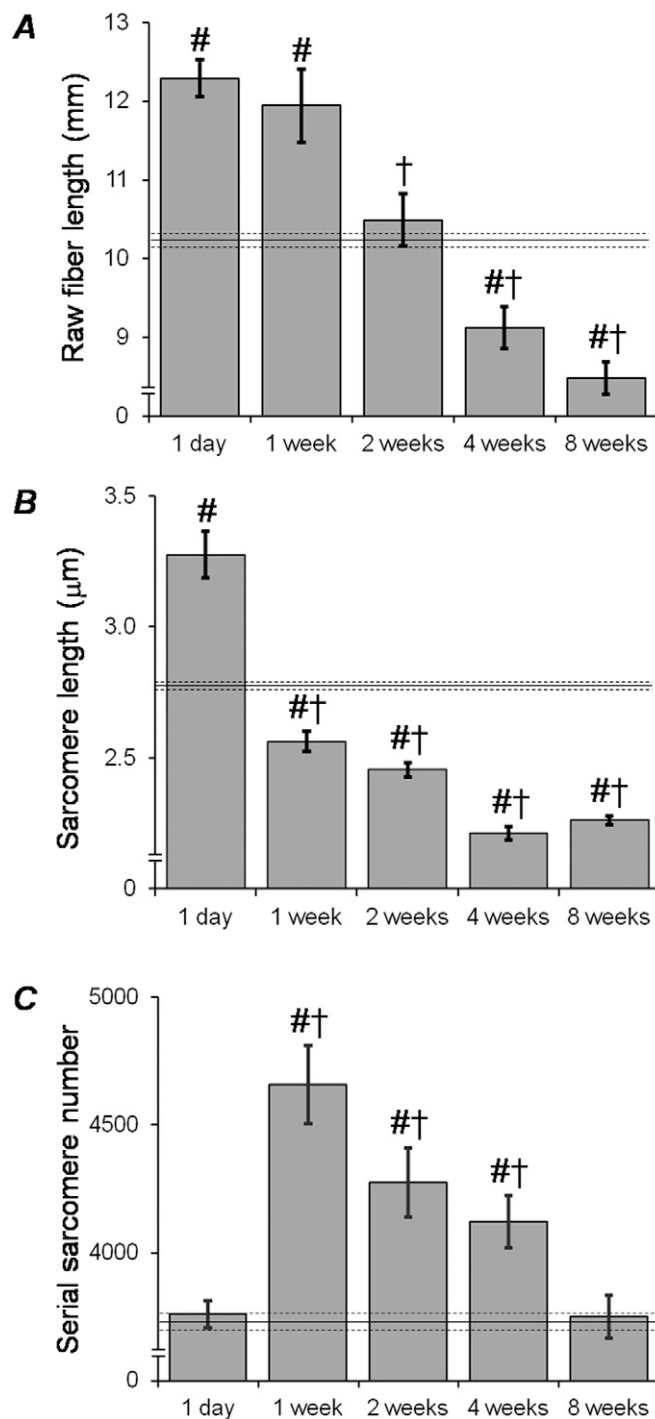 A
Raw fiber length (mm)
13
12
11
10
9
0
#
#
†
#†
#†
1 day
1 week
2 weeks
4 weeks
8 weeks
B
Sarcomere length (μm)
3.5
3.0
2.5
0
#
#†
#†
#†
#†
1 day
1 week
2 weeks
4 weeks
8 weeks
C
Serial sarcomere number
5000
4500
4000
0
#†
#†
#†
1 day
1 week
2 weeks
4 weeks
8 weeks